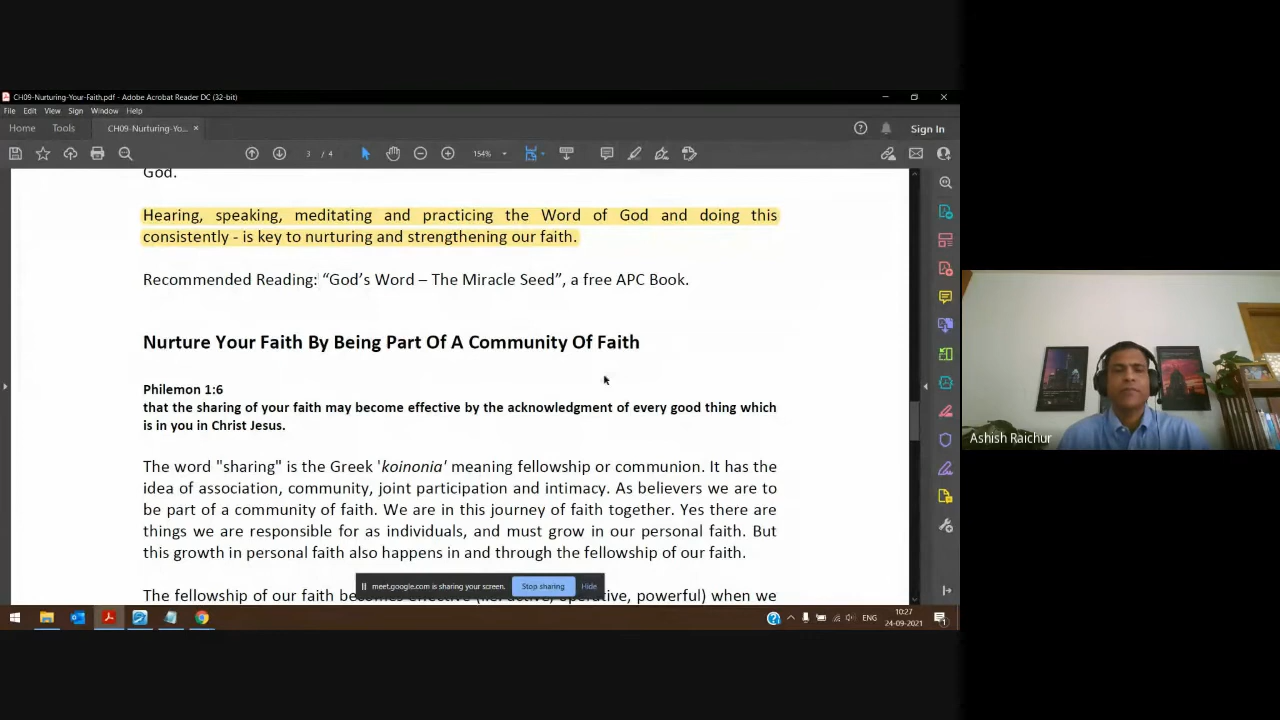 CH09-Nurturing-Your-Faith.pdf - Adobe Acrobat Reader DC (32-bit)
File Edit View Sign Window Help
Home Tools CH09-Nurturing-Yo... × Sign In
3 / 4 154%
God.
Hearing, speaking, meditating and practicing the Word of God and doing this
consistently - is key to nurturing and strengthening our faith.
Recommended Reading: “God’s Word – The Miracle Seed”, a free APC Book.
Nurture Your Faith By Being Part Of A Community Of Faith
Philemon 1:6
that the sharing of your faith may become effective by the acknowledgment of every good thing which
is in you in Christ Jesus.
The word "sharing" is the Greek 'koinonia' meaning fellowship or communion. It has the
idea of association, community, joint participation and intimacy. As believers we are to
be part of a community of faith. We are in this journey of faith together. Yes there are
things we are responsible for as individuals, and must grow in our personal faith. But
this growth in personal faith also happens in and through the fellowship of our faith.
meet.google.com is sharing your screen. Stop sharing Hide
The fellowship of our faith becomes effective (i.e. active, operative, powerful) when we
ENG 10:27
24-09-2021
Ashish Raichur